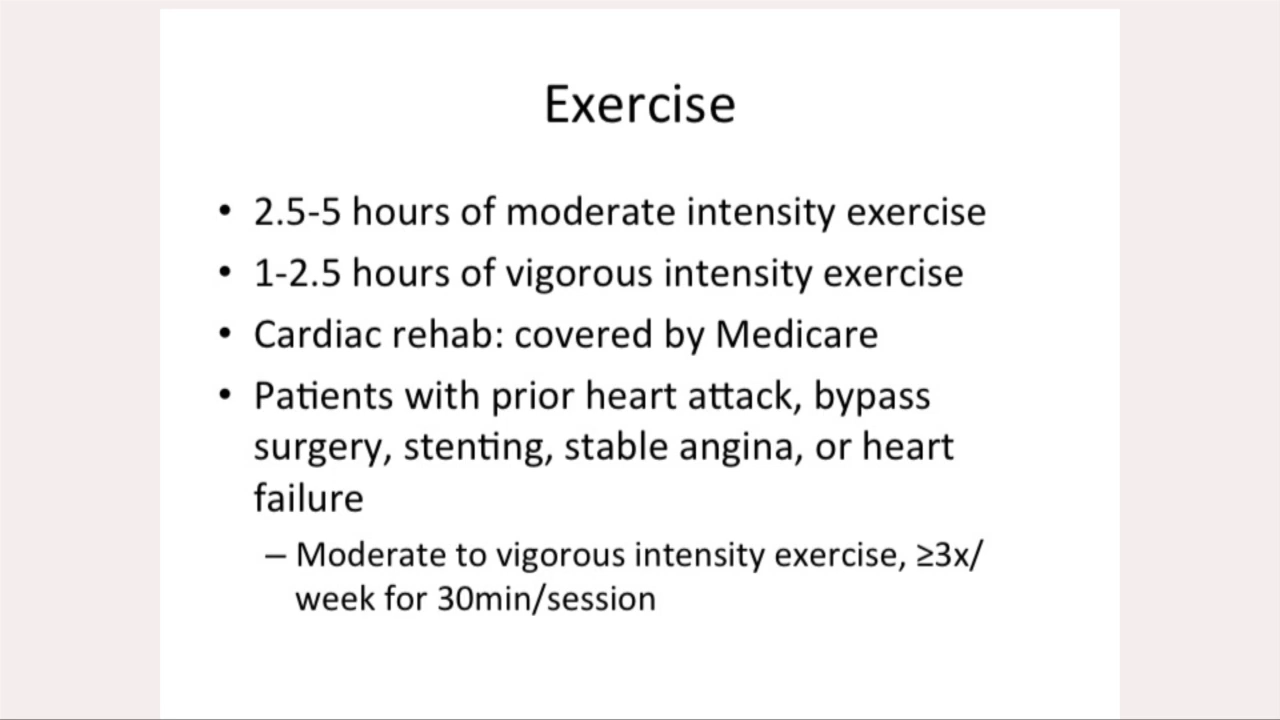 Exercise
• 2.5-5 hours of moderate intensity exercise
• 1-2.5 hours of vigorous intensity exercise
• Cardiac rehab: covered by Medicare
• Patients with prior heart attack, bypass
surgery, stenting, stable angina, or heart
failure
– Moderate to vigorous intensity exercise, ≥3x/
week for 30min/session